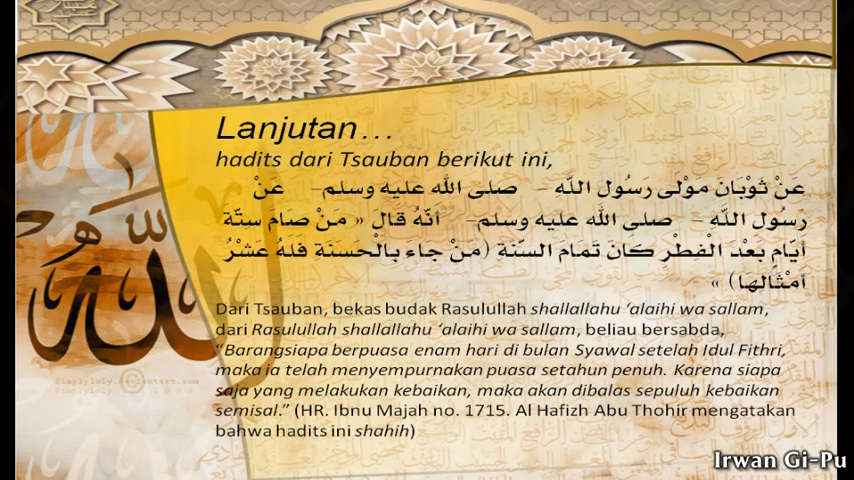 Lanjutan...
hadits dari Tsauban berikut ini,
عَنْ ثَوْبَانَ مَوْلَى رَسُولِ اللَّهِ – صلى الله عليه وسلم – عَنْ
رَسُولِ اللَّهِ – صلى الله عليه وسلم – أَنَّهُ قَالَ « مَنْ صَامَ سِتَّةَ
أَيَّامٍ بَعْدَ الْفِطْرِ كَانَ تَمَامَ السَّنَةِ (مَنْ جَاءَ بِالْحَسَنَةِ فَلَهُ عَشْرُ
أَمْثَالِهَا) »
Dari Tsauban, bekas budak Rasulullah shallallahu ‘alaihi wa sallam,
dari Rasulullah shallallahu ‘alaihi wa sallam, beliau bersabda,
“Barangsiapa berpuasa enam hari di bulan Syawal setelah Idul Fithri,
maka ia telah menyempurnakan puasa setahun penuh. Karena siapa
saja yang melakukan kebaikan, maka akan dibalas sepuluh kebaikan
semisal.” (HR. Ibnu Majah no. 1715. Al Hafizh Abu Thohir mengatakan
bahwa hadits ini shahih)
الله
Simplyloly.deviantart.com
Irwan Gi-Pu